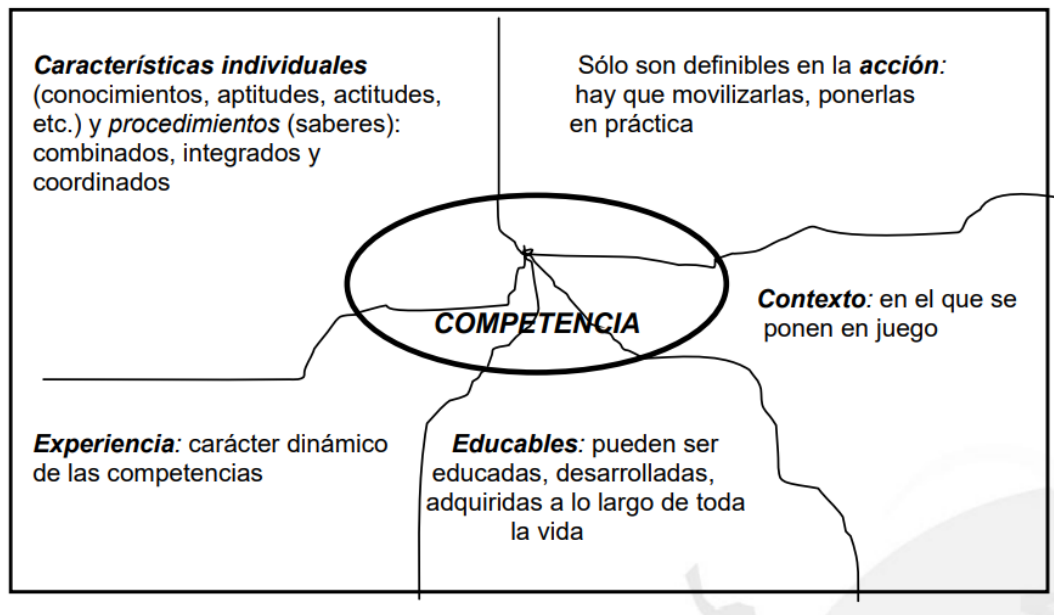 Características individuales
(conocimientos, aptitudes, actitudes,
etc.) y procedimientos (saberes):
combinados, integrados y
coordinados
Sólo son definibles en la acción:
hay que movilizarlas, ponerlas
en práctica
COMPETENCIA
Contexto: en el que se
ponen en juego
Experiencia: carácter dinámico
de las competencias
Educables: pueden ser
educadas, desarrolladas,
adquiridas a lo largo de toda
la vida